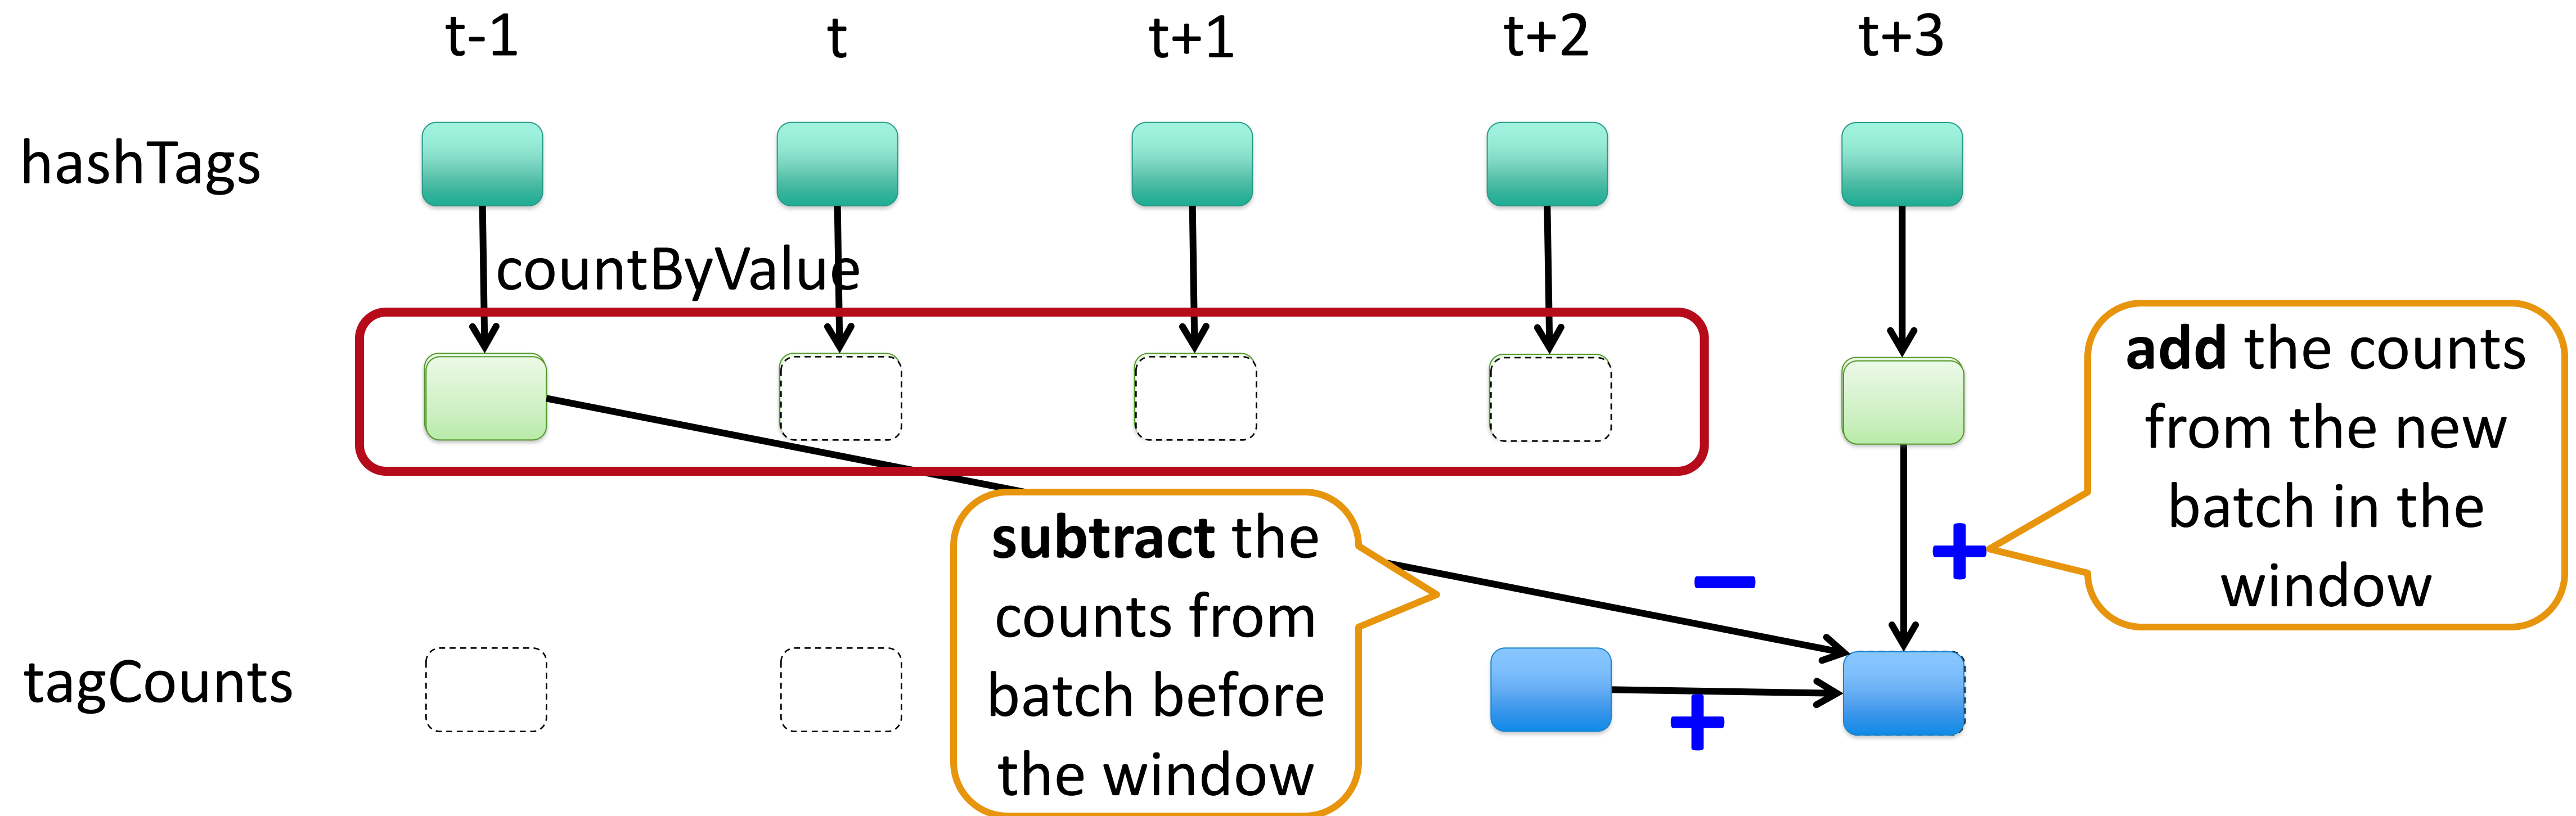 t-1 t t+1 t+2 t+3
hashTags
countByValue
add the counts
from the new
batch in the
window
+
subtract the
counts from
batch before
the window
−
tagCounts
+